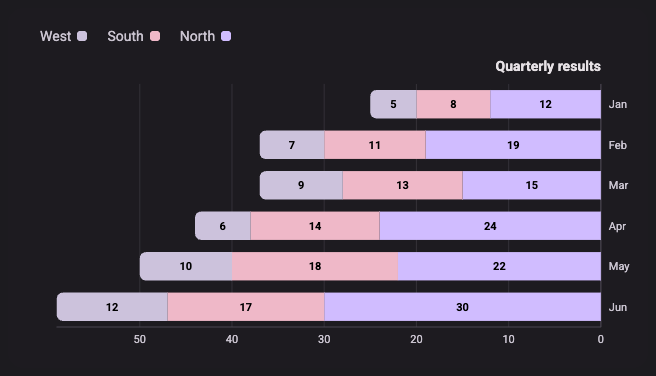 West South North
Quarterly results
5 8 12 Jan
7 11 19 Feb
9 13 15 Mar
6 14 24 Apr
10 18 22 May
12 17 30 Jun
50 40 30 20 10 0